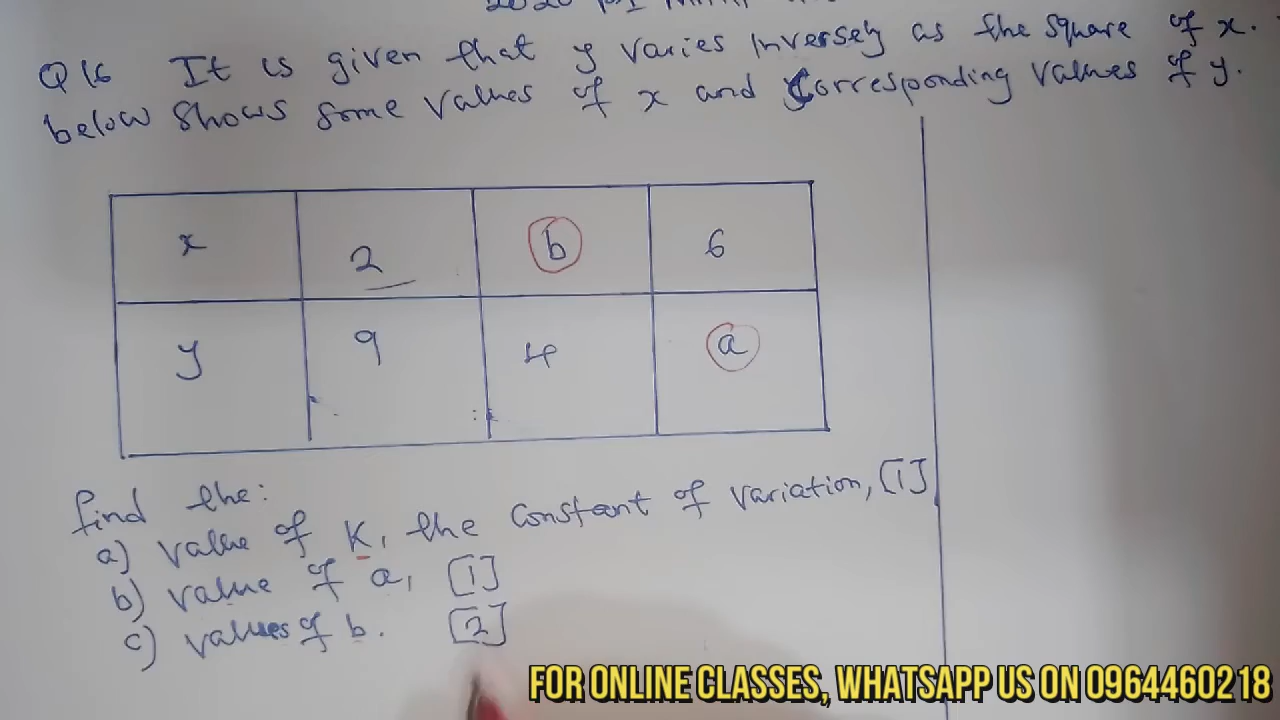 Q16 It is given that y varies inversely as the square of x.
below shows some values of x and corresponding values of y.
x 2 b 6
y 9 4 a
find the:
a) value of K, the constant of variation, [1]
b) value of a, [1]
c) values of b. [2]
FOR ONLINE CLASSES, WHATSAPP US ON 0964460218